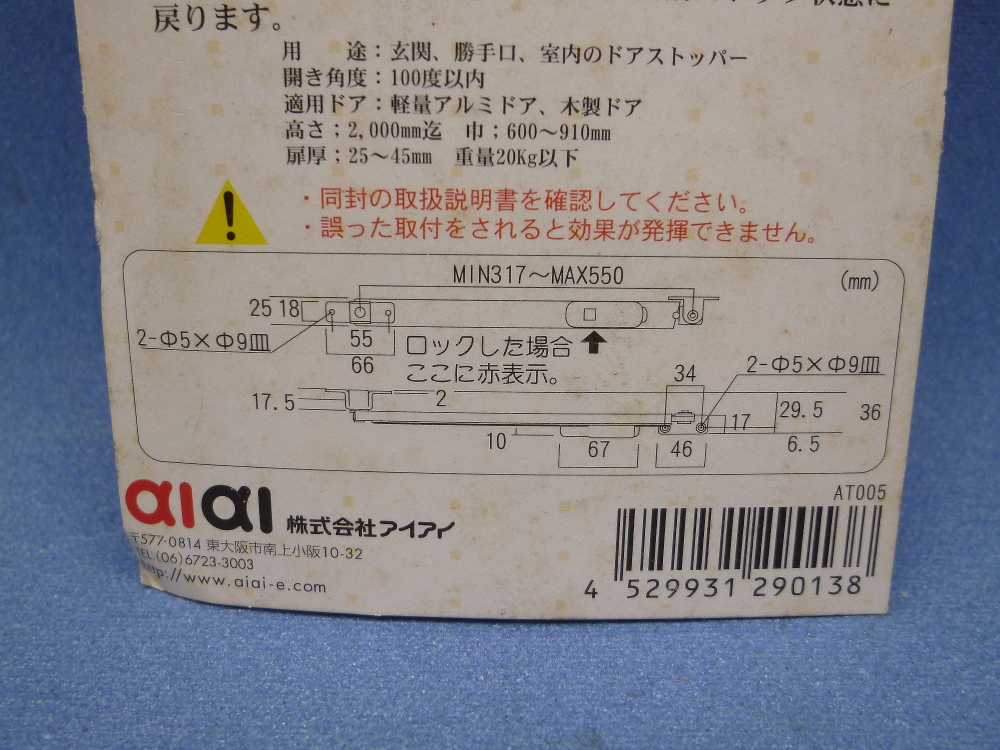 戻ります。
用　途：玄関、勝手口、室内のドアストッパー
開き角度：100度以内
適用ドア：軽量アルミドア、木製ドア
高さ；2,000mm迄　巾；600～910mm
扉厚；25～45mm　重量20Kg以下
・同封の取扱説明書を確認してください。
・誤った取付をされると効果が発揮できません。
MIN317～MAX550
(mm)
25 18
2-Φ5×Φ9皿
55
66
ロックした場合
ここに赤表示。
34
2-Φ5×Φ9皿
17.5
2
10
67
46
17
29.5
6.5
36
AT005
aiai 株式会社アイアイ
〒577-0814 東大阪市南上小阪10-32
TEL.(06)6723-3003
http://www.aiai-e.com
4 529931 290138